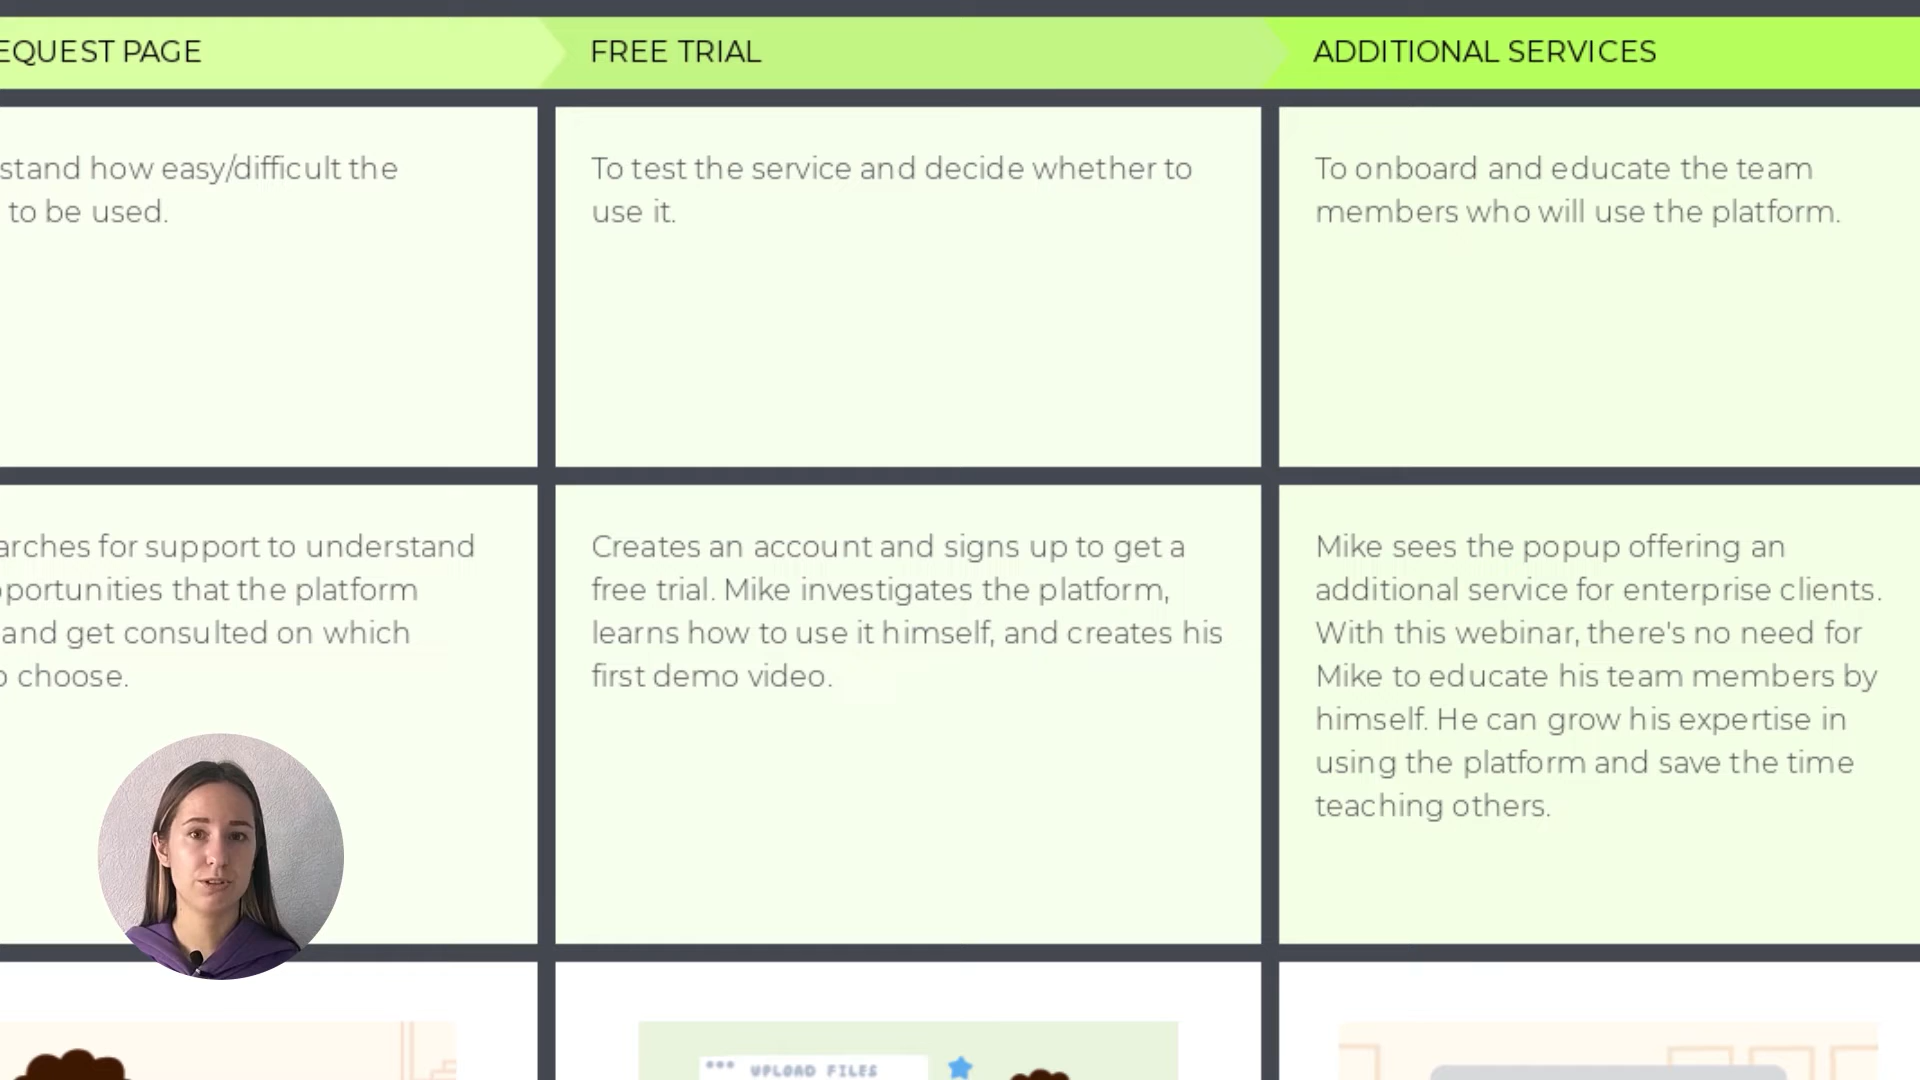 EQUEST PAGE
FREE TRIAL
ADDITIONAL SERVICES
stand how easy/difficult the
to be used.
To test the service and decide whether to
use it.
To onboard and educate the team
members who will use the platform.
arches for support to understand
pportunities that the platform
and get consulted on which
o choose.
Creates an account and signs up to get a
free trial. Mike investigates the platform,
learns how to use it himself, and creates his
first demo video.
Mike sees the popup offering an
additional service for enterprise clients.
With this webinar, there's no need for
Mike to educate his team members by
himself. He can grow his expertise in
using the platform and save the time
teaching others.
UPLOAD FILES